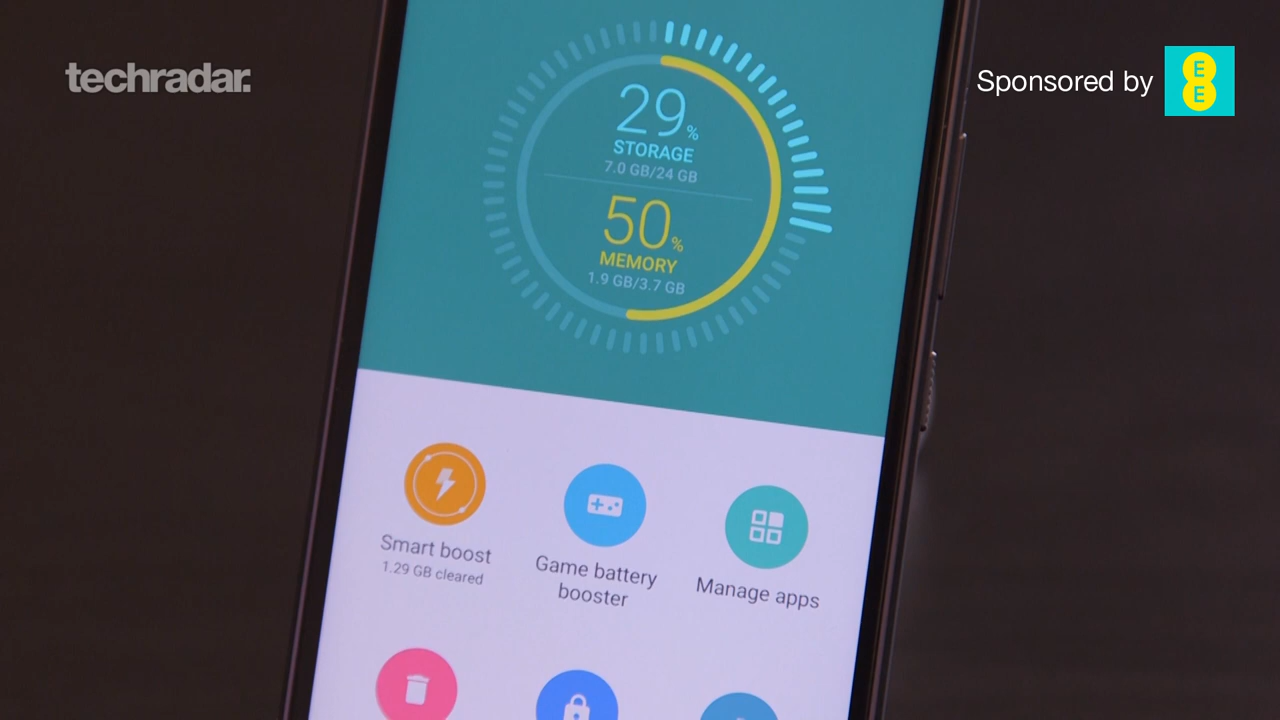 techradar.
Sponsored by
E
E
29%
STORAGE
7.0 GB/24 GB
50%
MEMORY
1.9 GB/3.7 GB
Smart boost
1.29 GB cleared
Game battery
booster
Manage apps